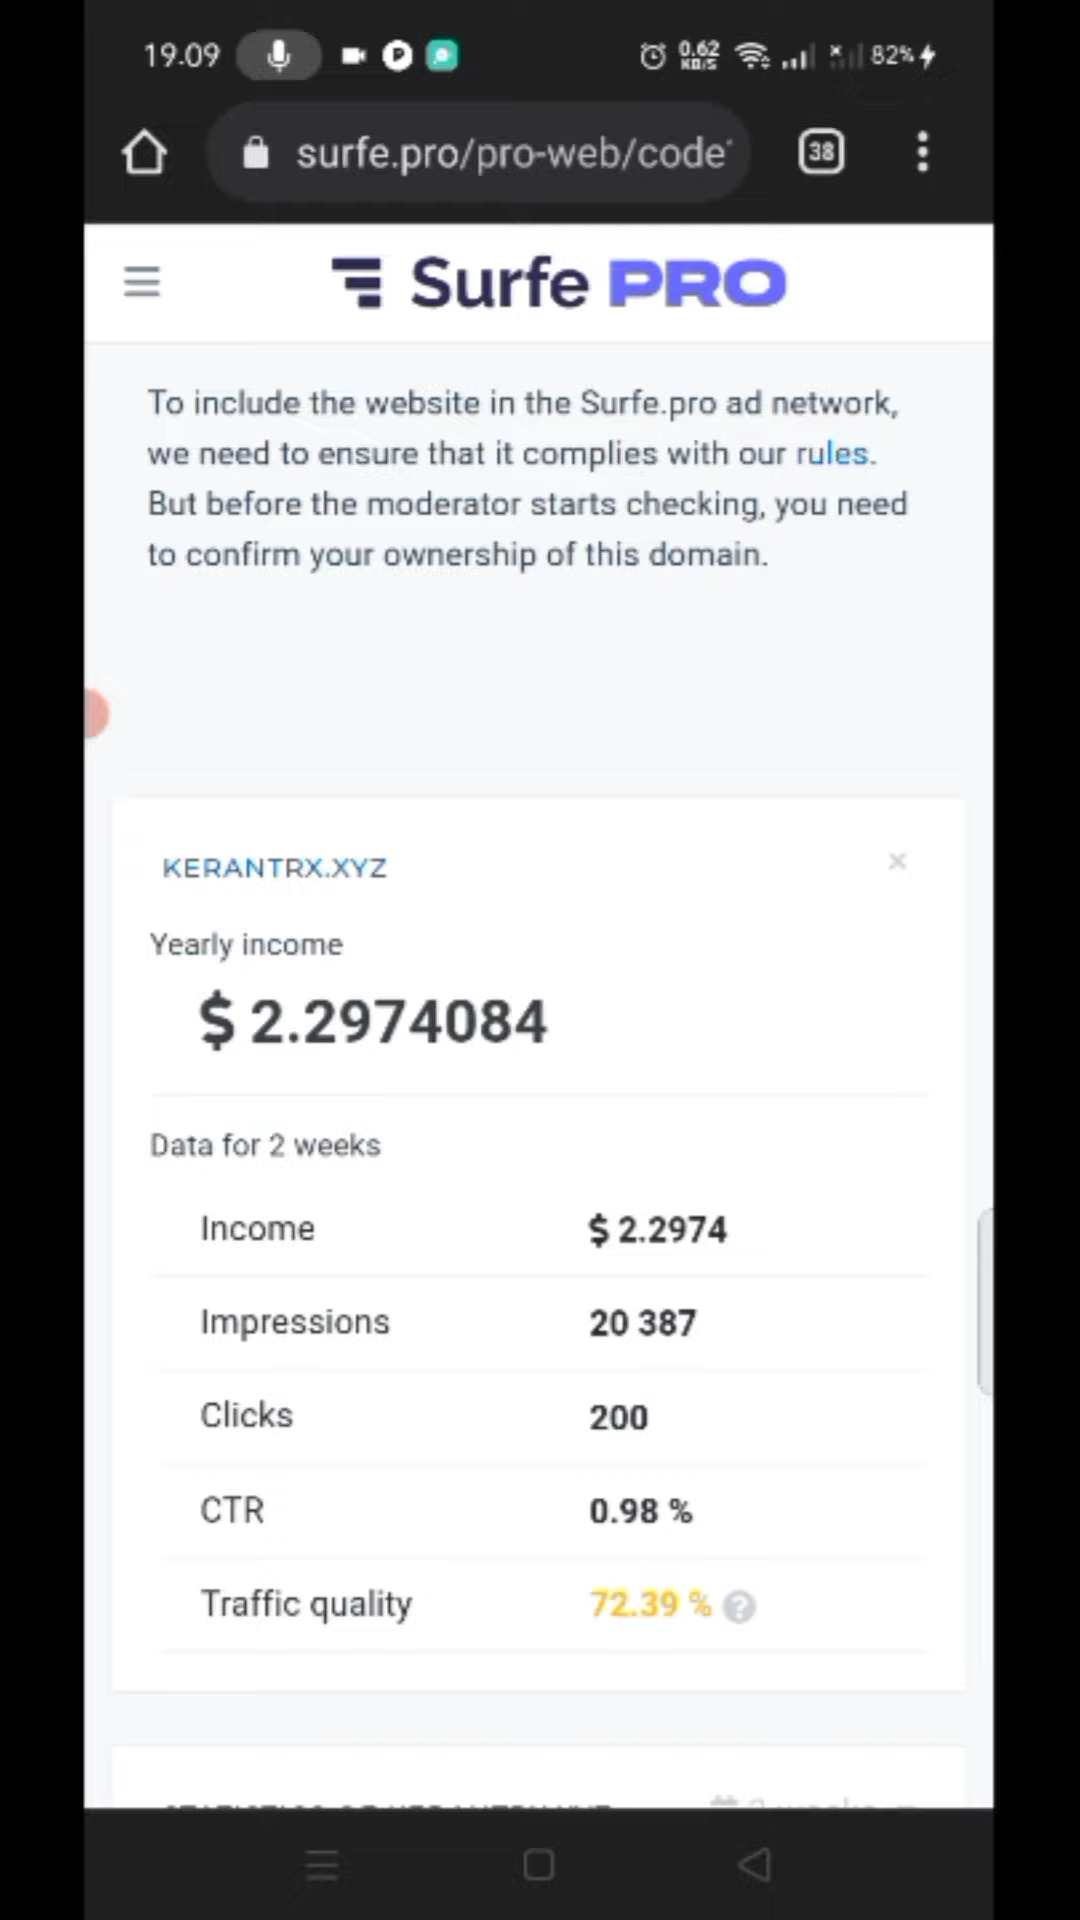 19.09
0.62
KB/S
82%
surfe.pro/pro-web/code
38
Surfe PRO
To include the website in the Surfe.pro ad network,
we need to ensure that it complies with our rules.
But before the moderator starts checking, you need
to confirm your ownership of this domain.
KERANTRX.XYZ
×
Yearly income
$ 2.2974084
Data for 2 weeks
Income $ 2.2974
Impressions 20 387
Clicks 200
CTR 0.98 %
Traffic quality 72.39 % ?